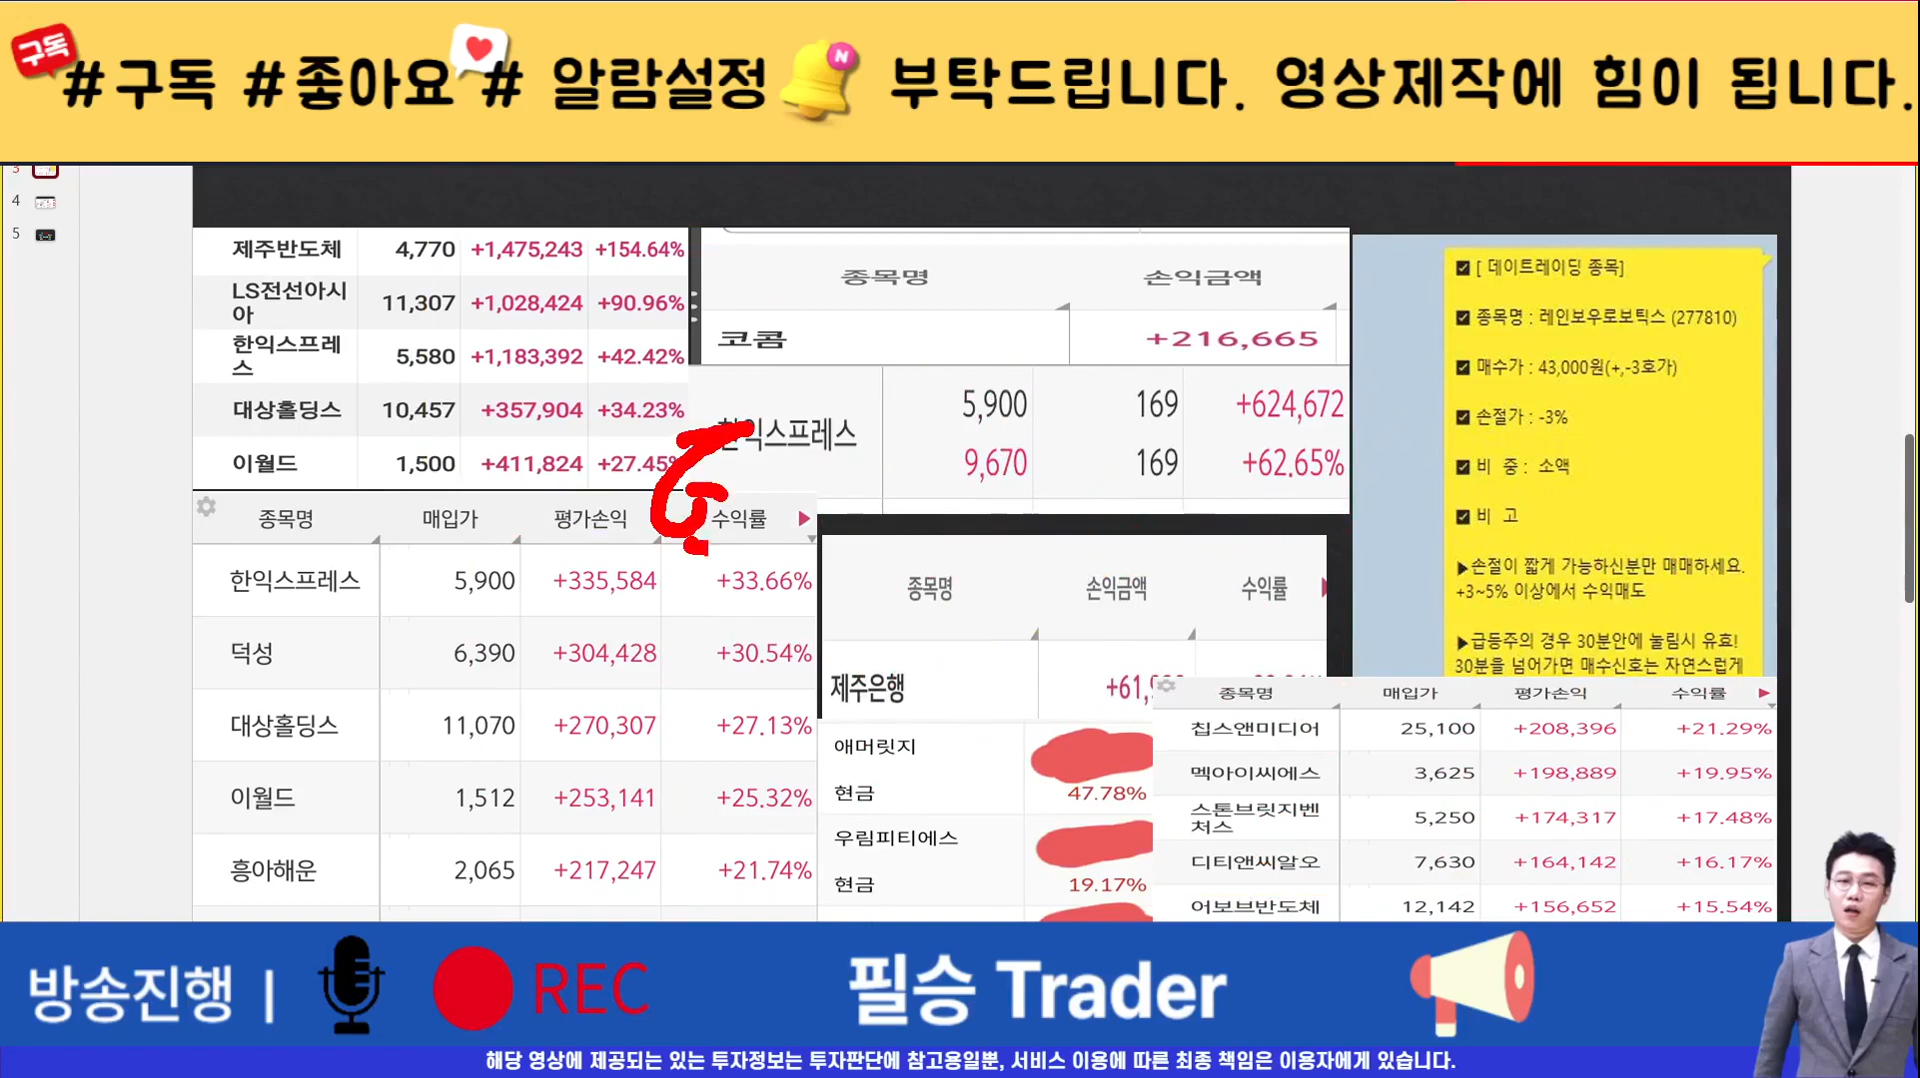 구독
#구독 #좋아요 # 알람설정 N 부탁드립니다. 영상제작에 힘이 됩니다.
3
4
5
제주반도체 4,770 +1,475,243 +154.64%
LS전선아시아 11,307 +1,028,424 +90.96%
한익스프레스 5,580 +1,183,392 +42.42%
대상홀딩스 10,457 +357,904 +34.23%
이월드 1,500 +411,824 +27.45%
종목명 매입가 평가손익 수익률
한익스프레스 5,900 +335,584 +33.66%
덕성 6,390 +304,428 +30.54%
대상홀딩스 11,070 +270,307 +27.13%
이월드 1,512 +253,141 +25.32%
흥아해운 2,065 +217,247 +21.74%
종목명 손익금액
코콤 +216,665
한익스프레스 5,900 169 +624,672
9,670 169 +62.65%
종목명 손익금액 수익률
제주은행 +61,
애머릿지
현금 47.78%
우림피티에스
현금 19.17%
[ 데이트레이딩 종목]
종목명 : 레인보우로보틱스 (277810)
매수가 : 43,000원(+,-3호가)
손절가 : -3%
비 중 : 소액
비 고
▶손절이 짧게 가능하신분만 매매하세요.
+3~5% 이상에서 수익매도
▶급등주의 경우 30분안에 눌림시 유효!
30분을 넘어가면 매수신호는 자연스럽게
종목명 매입가 평가손익 수익률
칩스앤미디어 25,100 +208,396 +21.29%
멕아이씨에스 3,625 +198,889 +19.95%
스톤브릿지벤처스 5,250 +174,317 +17.48%
디티앤씨알오 7,630 +164,142 +16.17%
어보브반도체 12,142 +156,652 +15.54%
방송진행 | REC 필승 Trader
해당 영상에 제공되는 있는 투자정보는 투자판단에 참고용일뿐, 서비스 이용에 따른 최종 책임은 이용자에게 있습니다.